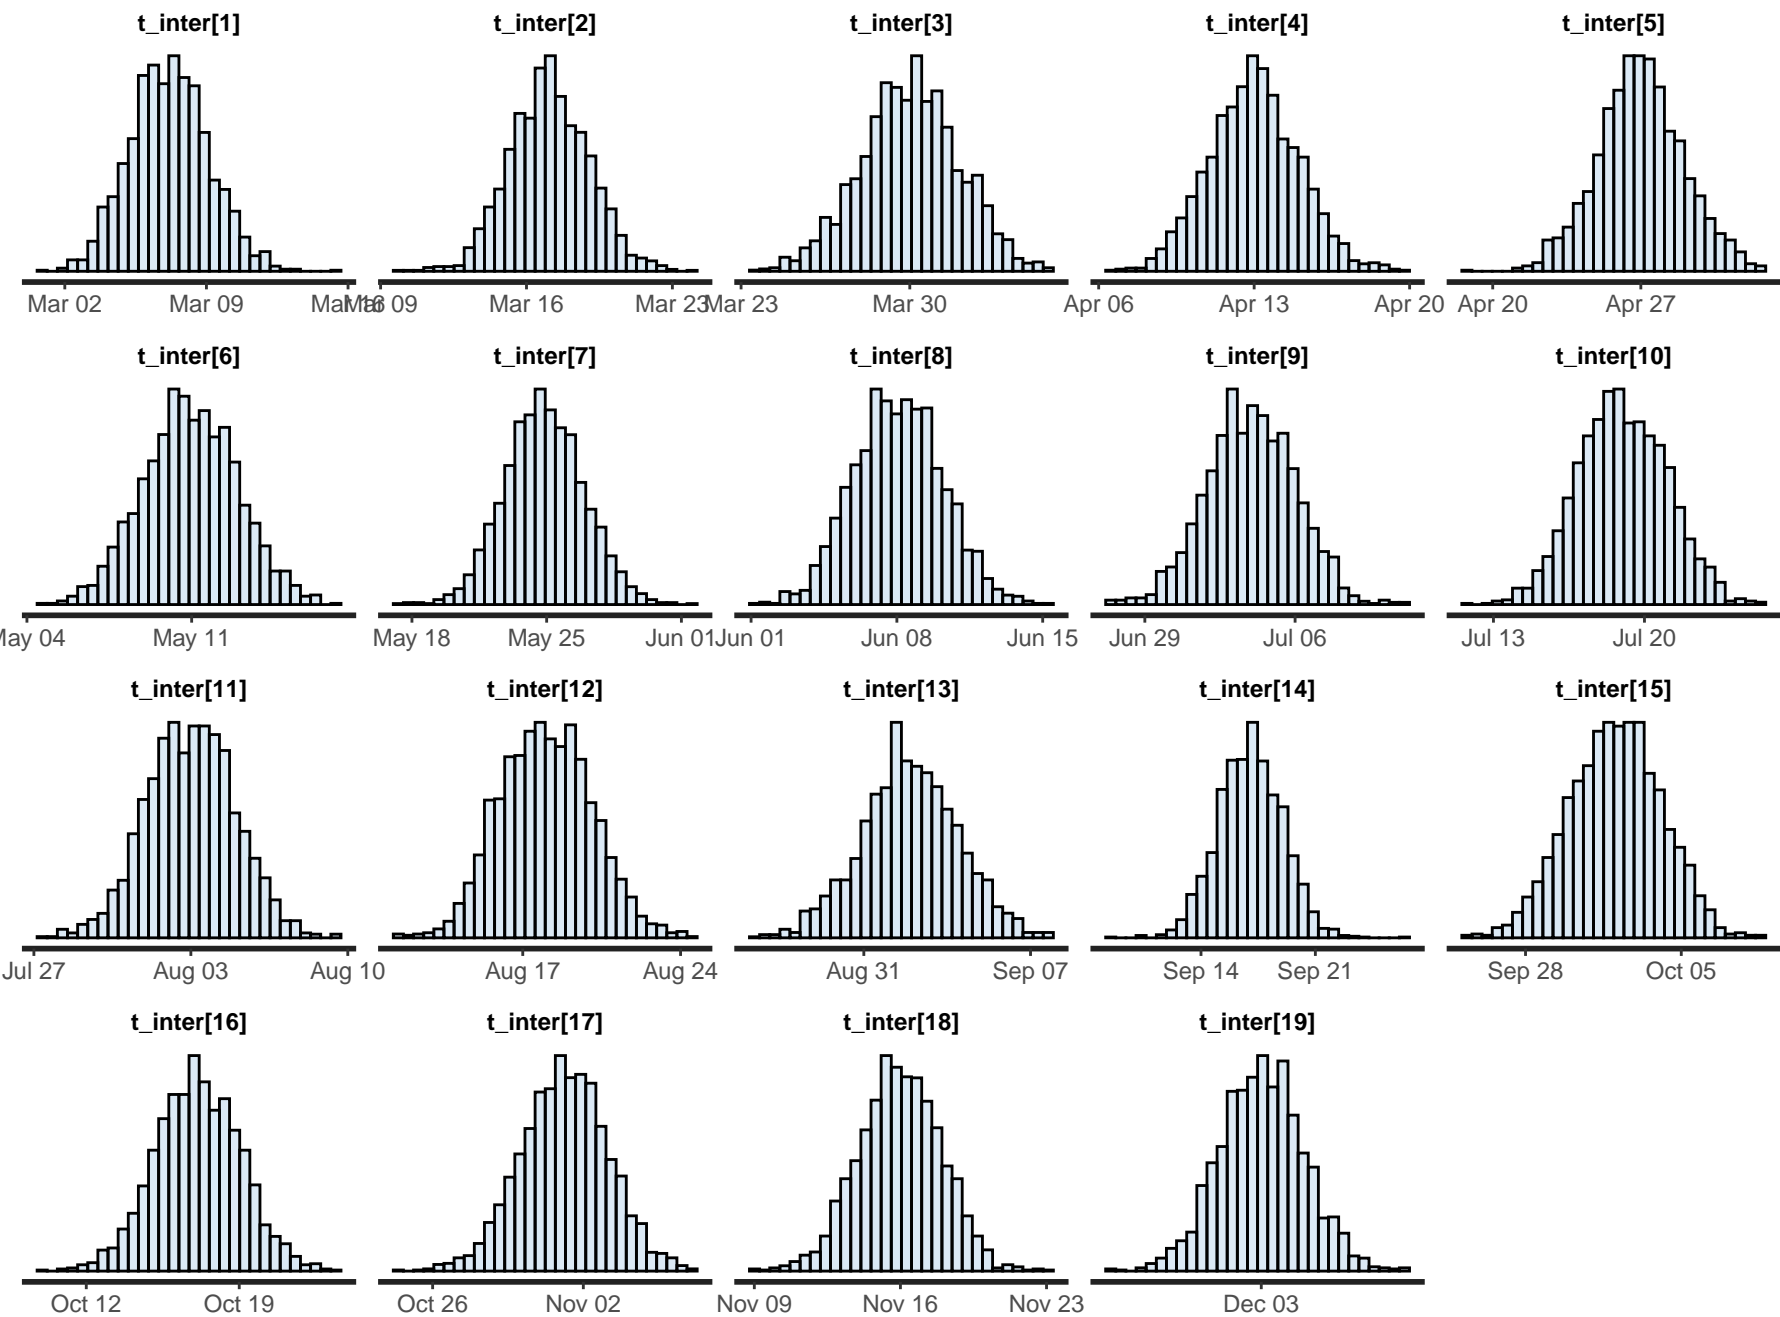 t_inter[1] t_inter[2] t_inter[3] t_inter[4] t_inter[5]
Mar 02 Mar 09 Mar 16 Mar 09 Mar 16 Mar 23 Mar 23 Mar 30 Apr 06 Apr 13 Apr 20 Apr 20 Apr 27
t_inter[6] t_inter[7] t_inter[8] t_inter[9] t_inter[10]
May 04 May 11 May 18 May 25 Jun 01 Jun 01 Jun 08 Jun 15 Jun 29 Jul 06 Jul 13 Jul 20
t_inter[11] t_inter[12] t_inter[13] t_inter[14] t_inter[15]
Jul 27 Aug 03 Aug 10 Aug 17 Aug 24 Aug 31 Sep 07 Sep 14 Sep 21 Sep 28 Oct 05
t_inter[16] t_inter[17] t_inter[18] t_inter[19]
Oct 12 Oct 19 Oct 26 Nov 02 Nov 09 Nov 16 Nov 23 Dec 03